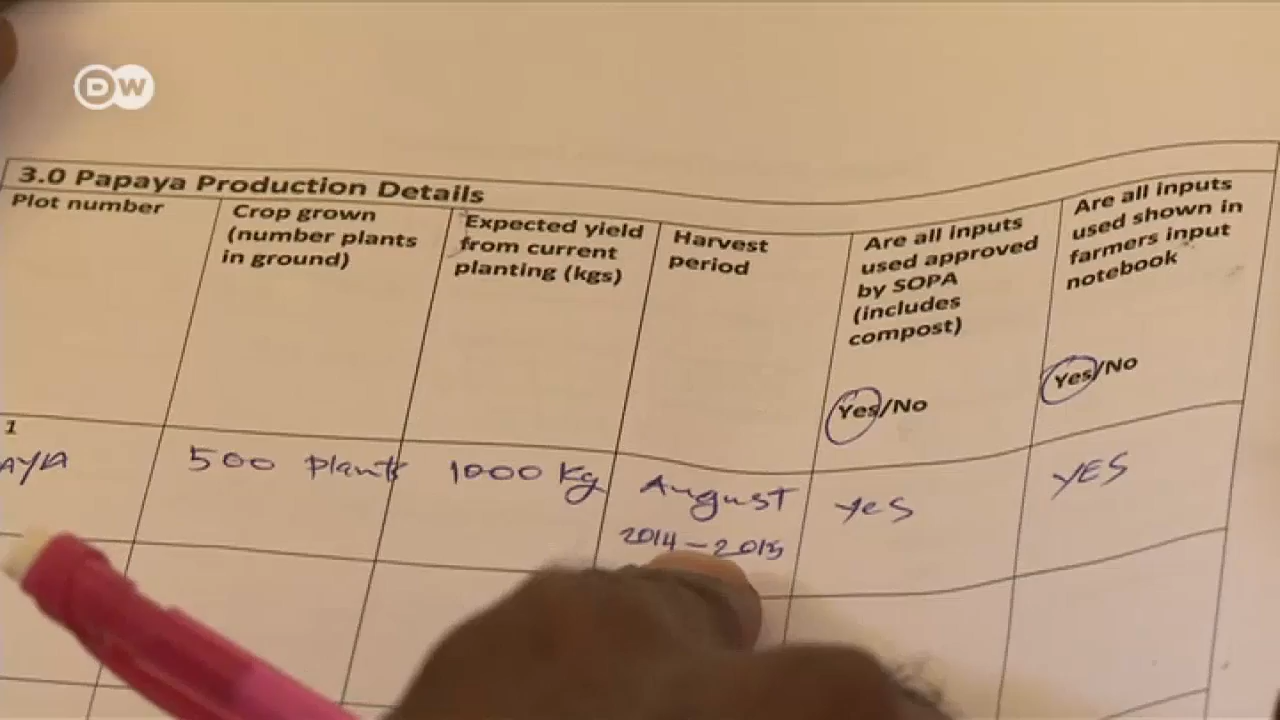 DW
3.0 Papaya Production Details
Plot number
Crop grown
(number plants
in ground)
Expected yield
from current
planting (kgs)
Harvest
period
Are all inputs
used approved
by SOPA
(includes
compost)
Yes/No
Are all inputs
used shown in
farmers input
notebook
Yes/No
1
AYA
500 Plants
1000 Kg
August
2014-2015
yes
YES